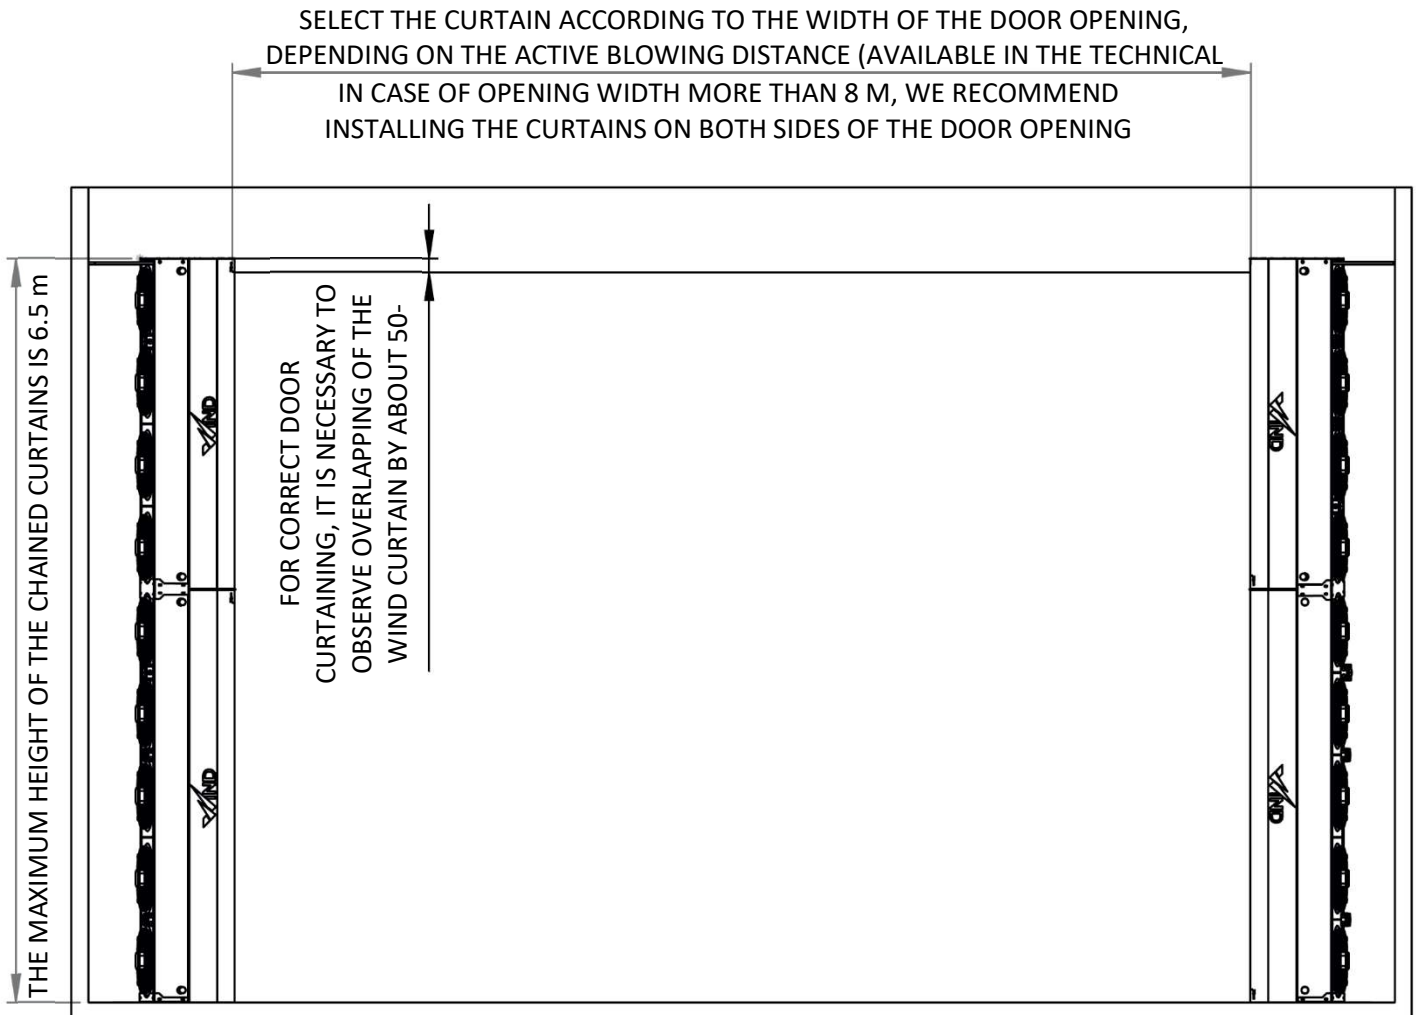 SELECT THE CURTAIN ACCORDING TO THE WIDTH OF THE DOOR OPENING,
DEPENDING ON THE ACTIVE BLOWING DISTANCE (AVAILABLE IN THE TECHNICAL
IN CASE OF OPENING WIDTH MORE THAN 8 M, WE RECOMMEND
INSTALLING THE CURTAINS ON BOTH SIDES OF THE DOOR OPENING
THE MAXIMUM HEIGHT OF THE CHAINED CURTAINS IS 6.5 m
FOR CORRECT DOOR
CURTAINING, IT IS NECESSARY TO
OBSERVE OVERLAPPING OF THE
WIND CURTAIN BY ABOUT 50-